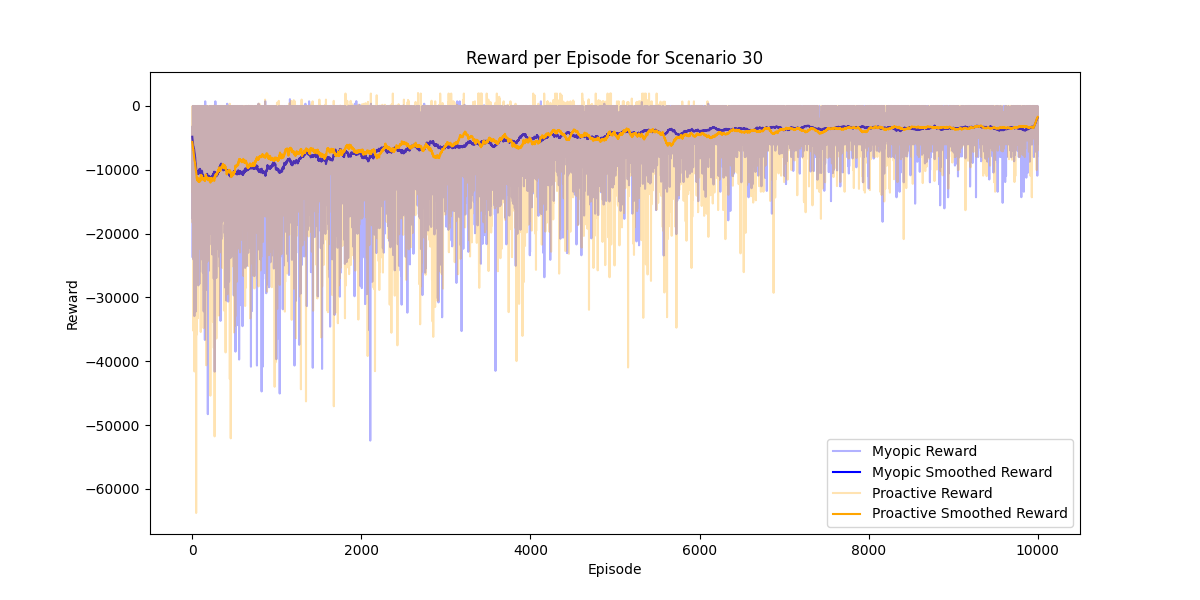 Reward per Episode for Scenario 30
Reward
0
−10000
−20000
−30000
−40000
−50000
−60000
0
2000
4000
6000
8000
10000
Episode
Myopic Reward
Myopic Smoothed Reward
Proactive Reward
Proactive Smoothed Reward